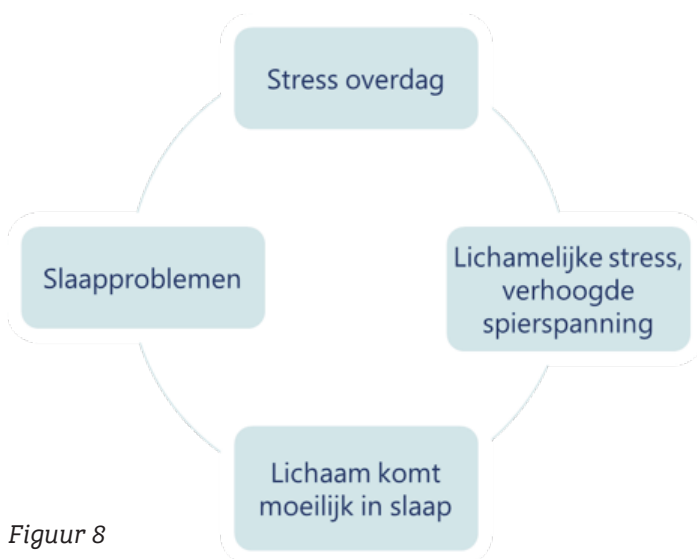 Stress overdag
Lichamelijke stress,
verhoogde
spierspanning
Lichaam komt
moeilijk in slaap
Slaapproblemen
Figuur 8